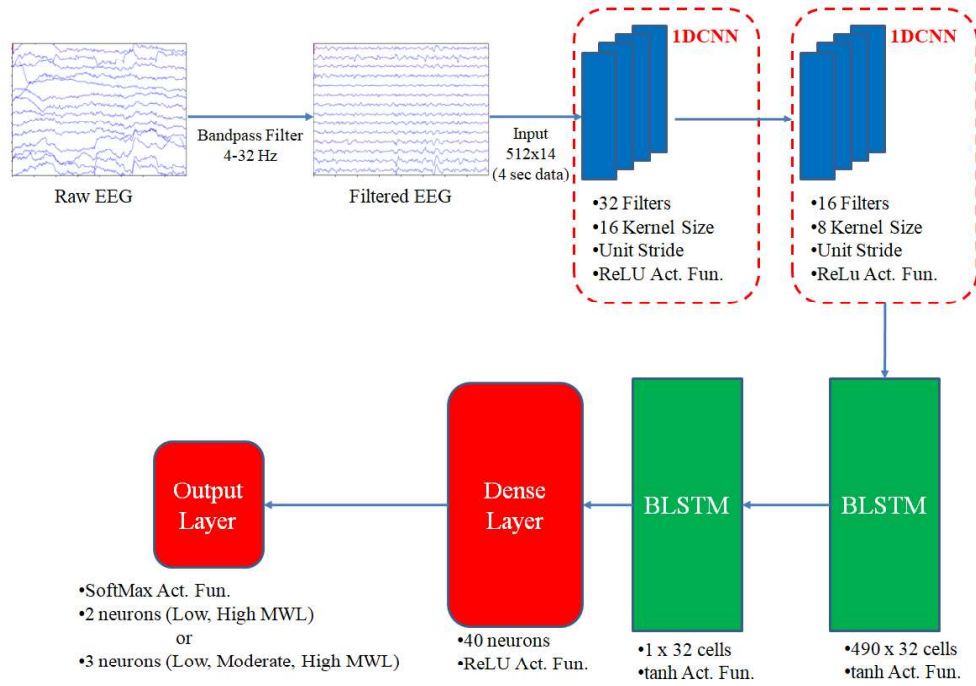 Raw EEG
Bandpass Filter
4-32 Hz
Filtered EEG
Input
512x14
(4 sec data)
1DCNN
•32 Filters
•16 Kernel Size
•Unit Stride
•ReLU Act. Fun.
1DCNN
•16 Filters
•8 Kernel Size
•Unit Stride
•ReLu Act. Fun.
BLSTM
•490 x 32 cells
•tanh Act. Fun.
BLSTM
•1 x 32 cells
•tanh Act. Fun.
Dense
Layer
•40 neurons
•ReLU Act. Fun.
Output
Layer
•SoftMax Act. Fun.
•2 neurons (Low, High MWL)
or
•3 neurons (Low, Moderate, High MWL)